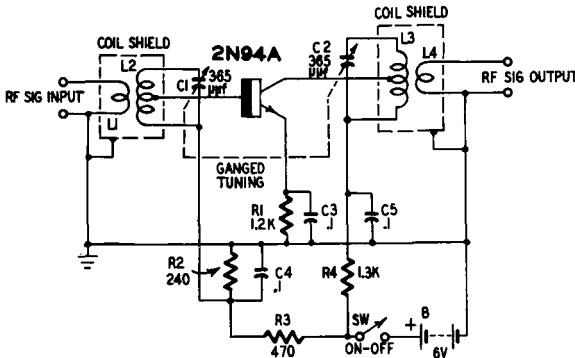 COIL SHIELD
L2
L1
RF SIG INPUT
C1
365
µµf
2N94A
C2
365
µµf
COIL SHIELD
L3
L4
RF SIG OUTPUT
GANGED
TUNING
R1
1.2K
C3
.1
C5
.1
R2
240
C4
.1
R4
1.3K
R3
470
SW
ON-OFF
+
B
6V